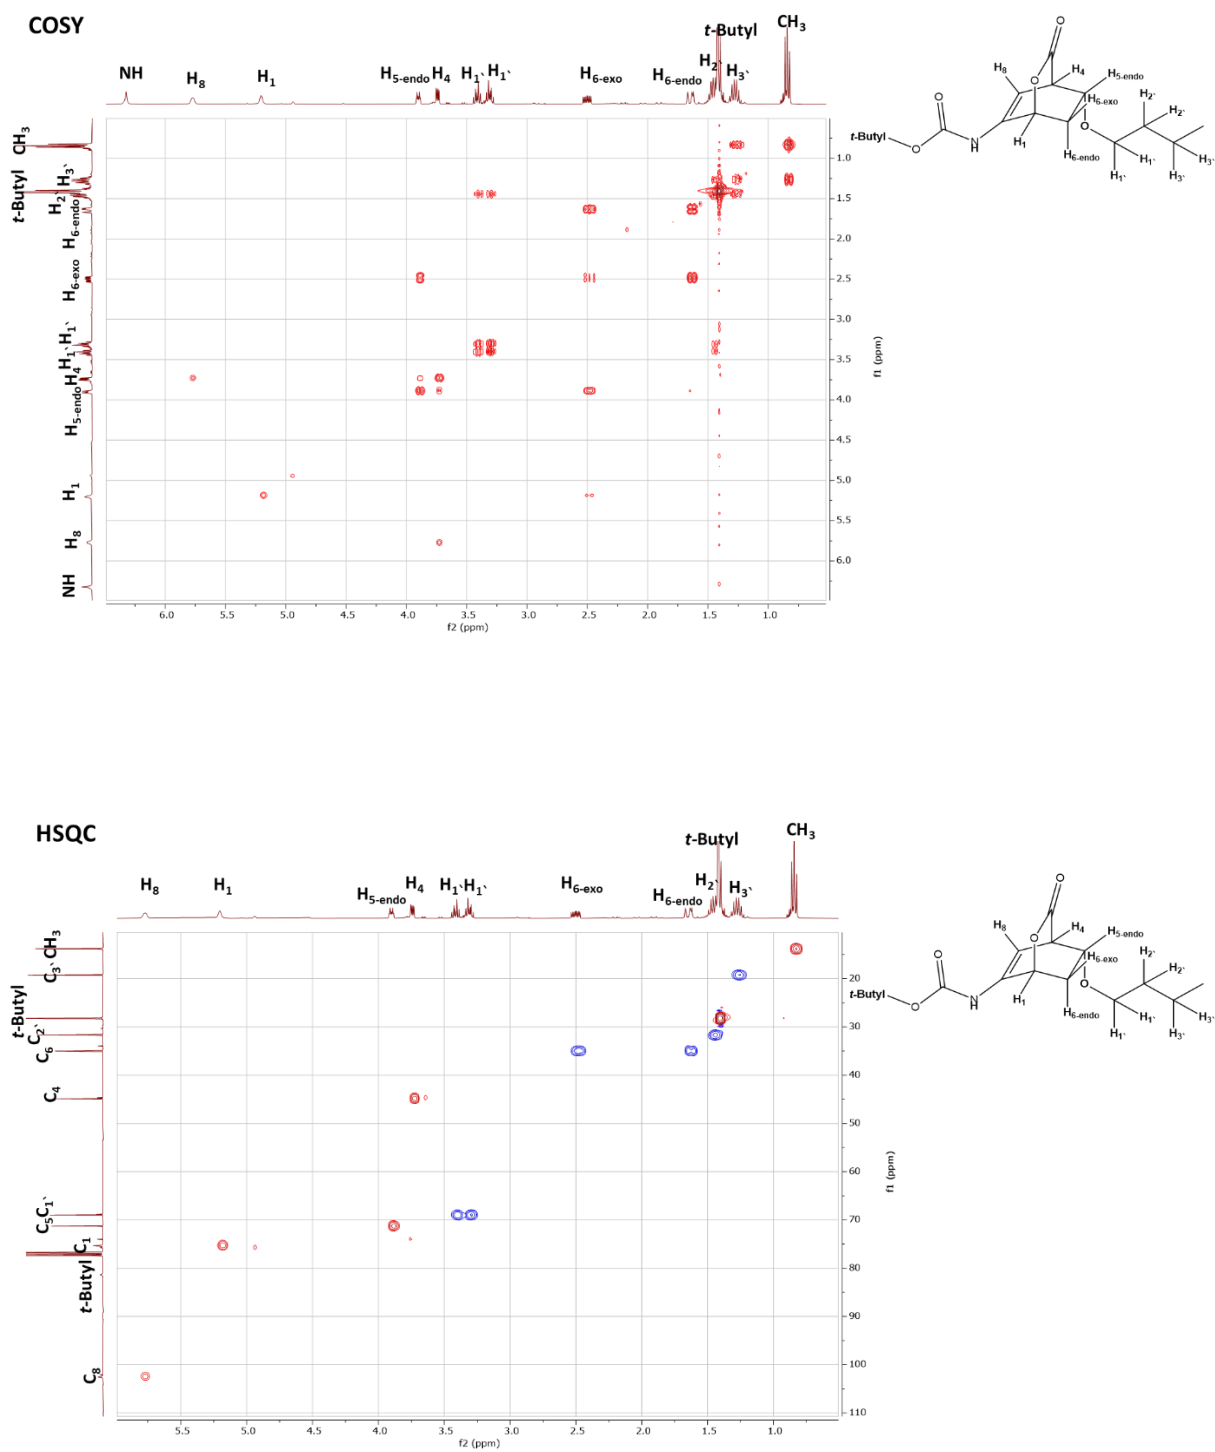 COSY
NH
H8
H1
H5-endo
H4
H1`
H1`
H6-exo
H6-endo
H2`
t-Butyl
H3`
CH3
CH3
H3`
t-Butyl
H2`
H6-endo
H6-exo
H1`
H1`
H4
H5-endo
H1
H8
NH
1.0
1.5
2.0
2.5
3.0
3.5
4.0
4.5
5.0
5.5
6.0
f1 (ppm)
6.0 5.5 5.0 4.5 4.0 3.5 3.0 2.5 2.0 1.5 1.0
f2 (ppm)
O
H8
O
H4
H5-endo
H6-exo
H2`
H2`
O
t-Butyl
O
NH
H1
H6-endo
O
H1`
H1`
H3`
H3`
HSQC
H8
H1
H5-endo
H4
H1`
H1`
H6-exo
H6-endo
H2`
t-Butyl
H3`
CH3
CH3
C3`
t-Butyl
C2`
C6
C4
C1`
C5
C1
t-Butyl
C8
20
30
40
50
60
70
80
90
100
110
f1 (ppm)
5.5 5.0 4.5 4.0 3.5 3.0 2.5 2.0 1.5 1.0
f2 (ppm)
O
H8
O
H4
H5-endo
H6-exo
H2`
H2`
O
t-Butyl
O
NH
H1
H6-endo
O
H1`
H1`
H3`
H3`